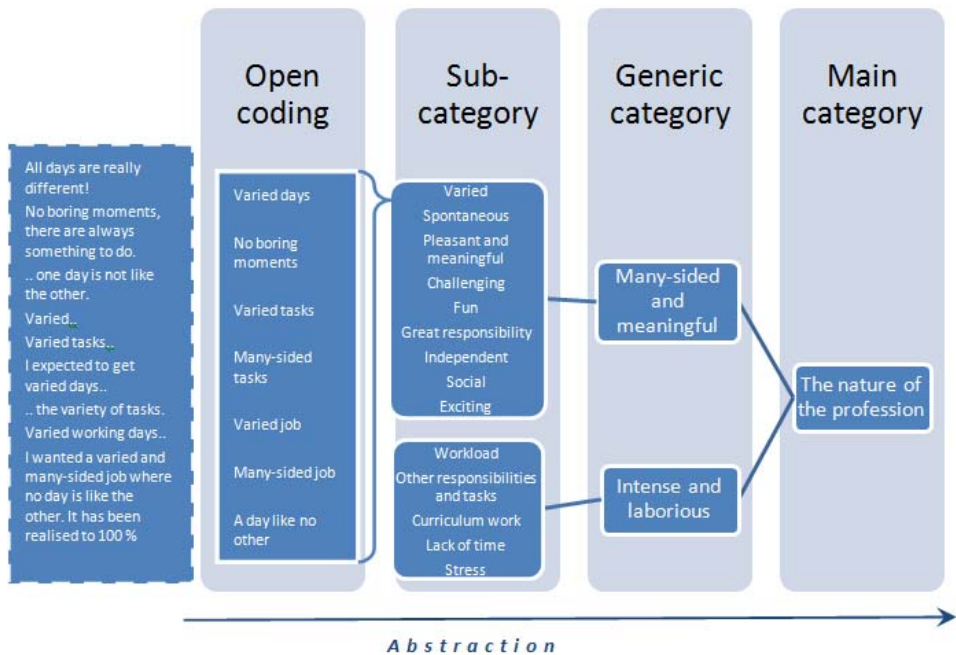 Open
coding
Sub-
category
Generic
category
Main
category
All days are really
different!
No boring moments,
there are always
something to do.
.. one day is not like
the other.
Varied..
Varied tasks..
I expected to get
varied days..
.. the variety of tasks.
Varied working days..
I wanted a varied and
many-sided job where
no day is like the
other. It has been
realised to 100 %
Varied days
No boring
moments
Varied tasks
Many-sided
tasks
Varied job
Many-sided job
A day like no
other
Varied
Spontaneous
Pleasant and
meaningful
Challenging
Fun
Great responsibility
Independent
Social
Exciting
Workload
Other responsibilities
and tasks
Curriculum work
Lack of time
Stress
Many-sided
and
meaningful
Intense and
laborious
The nature of
the profession
Abstraction